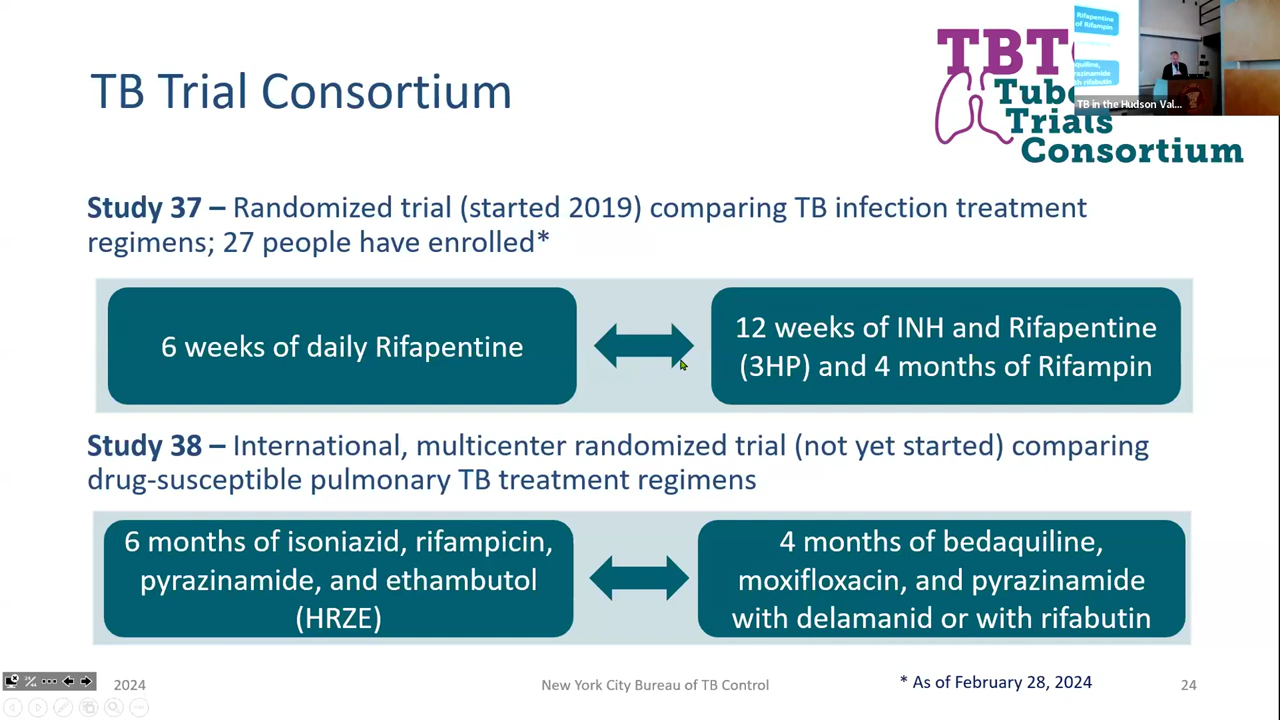 TB Trial Consortium
TBT
Tube
Trials
Consortium
Rifapentine
of Rifampin
TB in the Hudson Val...
Study 37 – Randomized trial (started 2019) comparing TB infection treatment
regimens; 27 people have enrolled*
6 weeks of daily Rifapentine
12 weeks of INH and Rifapentine
(3HP) and 4 months of Rifampin
Study 38 – International, multicenter randomized trial (not yet started) comparing
drug-susceptible pulmonary TB treatment regimens
6 months of isoniazid, rifampicin,
pyrazinamide, and ethambutol
(HRZE)
4 months of bedaquiline,
moxifloxacin, and pyrazinamide
with delamanid or with rifabutin
2024
New York City Bureau of TB Control
* As of February 28, 2024
24